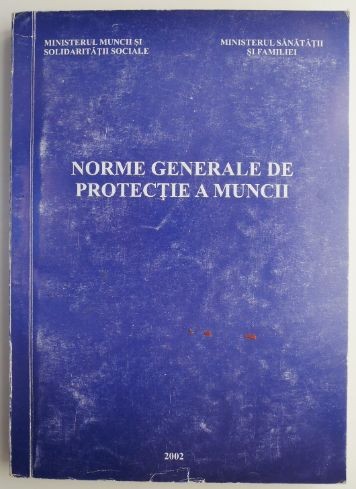 MINISTERUL MUNCII ȘI
SOLIDARITĂȚII SOCIALE
MINISTERUL SĂNĂTĂȚII
ȘI FAMILIEI
NORME GENERALE DE
PROTECȚIE A MUNCII
2002